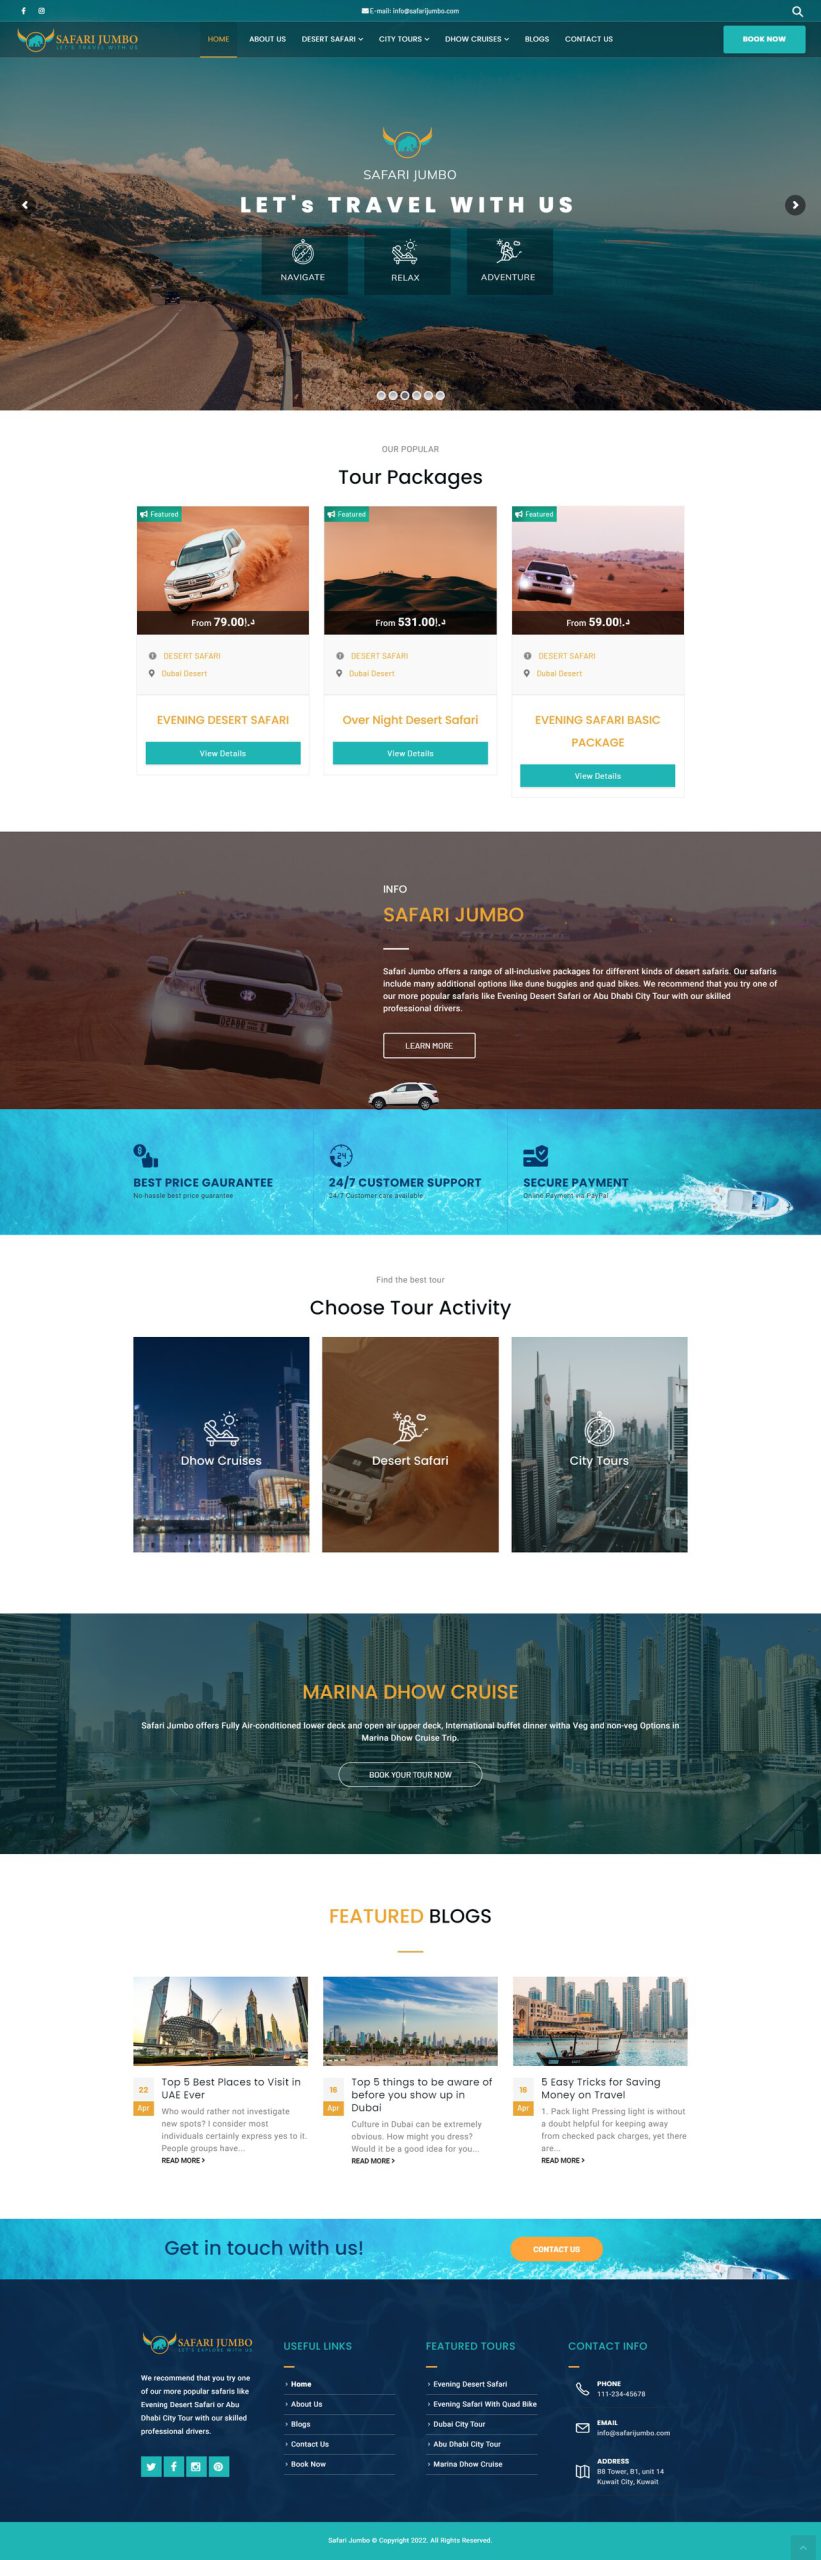 E-mail: info@safarijumbo.com
SAFARI JUMBO
LET'S TRAVEL WITH US
HOME
ABOUT US
DESERT SAFARI
CITY TOURS
DHOW CRUISES
BLOGS
CONTACT US
BOOK NOW
SAFARI JUMBO
LET's TRAVEL WITH US
NAVIGATE
RELAX
ADVENTURE
OUR POPULAR
Tour Packages
Featured
From 79.00د.إ
DESERT SAFARI
Dubai Desert
EVENING DESERT SAFARI
View Details
Featured
From 531.00د.إ
DESERT SAFARI
Dubai Desert
Over Night Desert Safari
View Details
Featured
From 59.00د.إ
DESERT SAFARI
Dubai Desert
EVENING SAFARI BASIC
PACKAGE
View Details
INFO
SAFARI JUMBO
Safari Jumbo offers a range of all-inclusive packages for different kinds of desert safaris. Our safaris
include many additional options like dune buggies and quad bikes. We recommend that you try one of
our more popular safaris like Evening Desert Safari or Abu Dhabi City Tour with our skilled
professional drivers.
LEARN MORE
BEST PRICE GAURANTEE
No-hassle best price guarantee
24/7 CUSTOMER SUPPORT
24/7 Customer care available
SECURE PAYMENT
Online Payment via PayPal
Find the best tour
Choose Tour Activity
Dhow Cruises
Desert Safari
City Tours
MARINA DHOW CRUISE
Safari Jumbo offers Fully Air-conditioned lower deck and open air upper deck, International buffet dinner witha Veg and non-veg Options in
Marina Dhow Cruise Trip.
BOOK YOUR TOUR NOW
FEATURED BLOGS
22
Apr
Top 5 Best Places to Visit in
UAE Ever
Who would rather not investigate
new spots? I consider most
individuals certainly express yes to it.
People groups have...
READ MORE >
16
Apr
Top 5 things to be aware of
before you show up in
Dubai
Culture in Dubai can be extremely
obvious. How might you dress?
Would it be a good idea for you...
READ MORE >
16
Apr
5 Easy Tricks for Saving
Money on Travel
1. Pack light Pressing light is without
a doubt helpful for keeping away
from checked pack charges, yet there
are...
READ MORE >
Get in touch with us!
CONTACT US
SAFARI JUMBO
LET'S EXPLORE WITH US
We recommend that you try one
of our more popular safaris like
Evening Desert Safari or Abu
Dhabi City Tour with our skilled
professional drivers.
USEFUL LINKS
Home
About Us
Blogs
Contact Us
Book Now
FEATURED TOURS
Evening Desert Safari
Evening Safari With Quad Bike
Dubai City Tour
Abu Dhabi City Tour
Marina Dhow Cruise
CONTACT INFO
PHONE
111-234-45678
EMAIL
info@safarijumbo.com
ADDRESS
B8 Tower, B1, unit 14
Kuwait City, Kuwait
Safari Jumbo © Copyright 2022. All Rights Reserved.